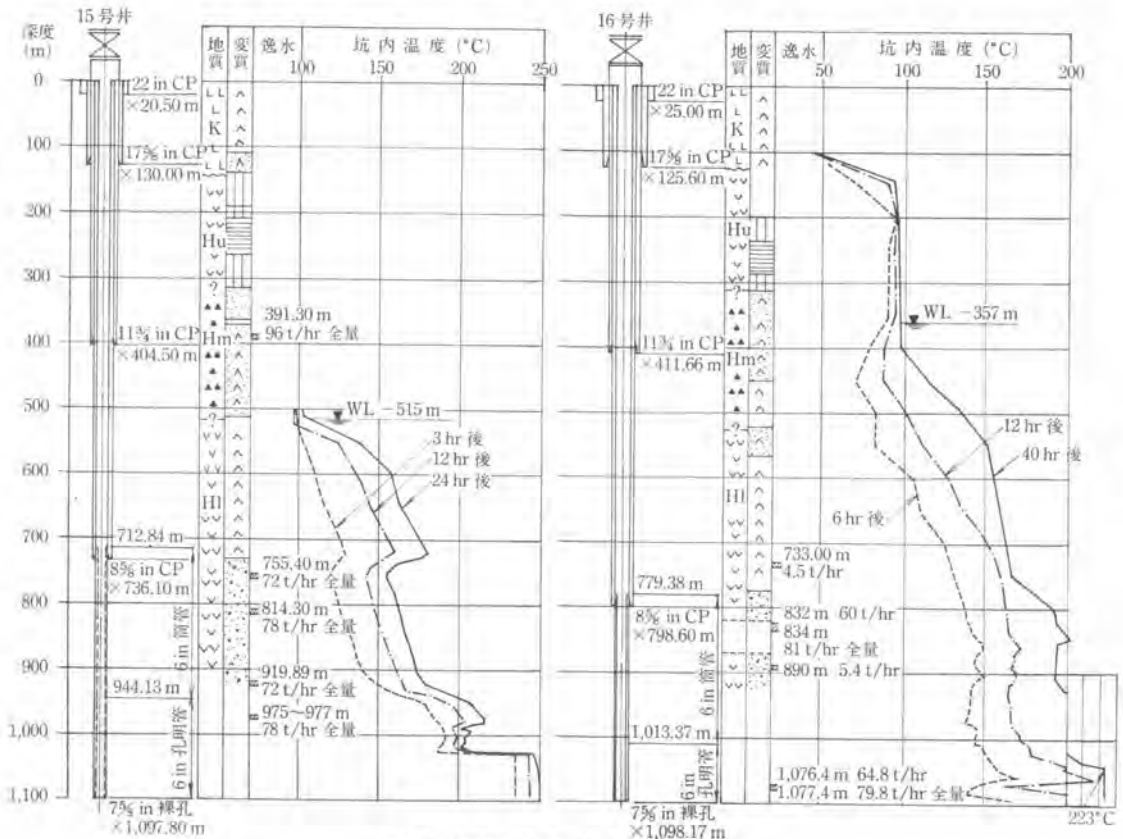 15号井
深度
(m)
地質
変質
逸水
坑内温度 (℃)
100
150
200
250
0
100
200
300
400
500
600
700
800
900
1,000
1,100
22 in CP
×20.50 m
17⅝ in CP
×130.00 m
11¾ in CP
×404.50 m
712.84 m
8⅝ in CP
×736.10 m
6 in 筒管
944.13 m
6 in 孔明管
7⅝ in 裸孔
×1,097.80 m
K
Hu
?
Hm
?
Hl
391.30 m
96 t/hr 全量
WL −515 m
3 hr 後
12 hr 後
24 hr 後
755.40 m
72 t/hr 全量
814.30 m
78 t/hr 全量
919.89 m
72 t/hr 全量
975〜977 m
78 t/hr 全量
16号井
地質
変質
逸水
坑内温度 (℃)
50
100
150
200
22 in CP
×25.00 m
17⅝ in CP
×125.60 m
11¾ in CP
×411.66 m
779.38 m
8⅝ in CP
×798.60 m
6 in 筒管
1,013.37 m
6 in 孔明管
7⅝ in 裸孔
×1,098.17 m
K
Hu
?
Hm
?
Hl
WL −357 m
12 hr 後
40 hr 後
6 hr 後
733.00 m
4.5 t/hr
832 m 60 t/hr
834 m
81 t/hr 全量
890 m 5.4 t/hr
1,076.4 m 64.8 t/hr
1,077.4 m 79.8 t/hr 全量
223℃